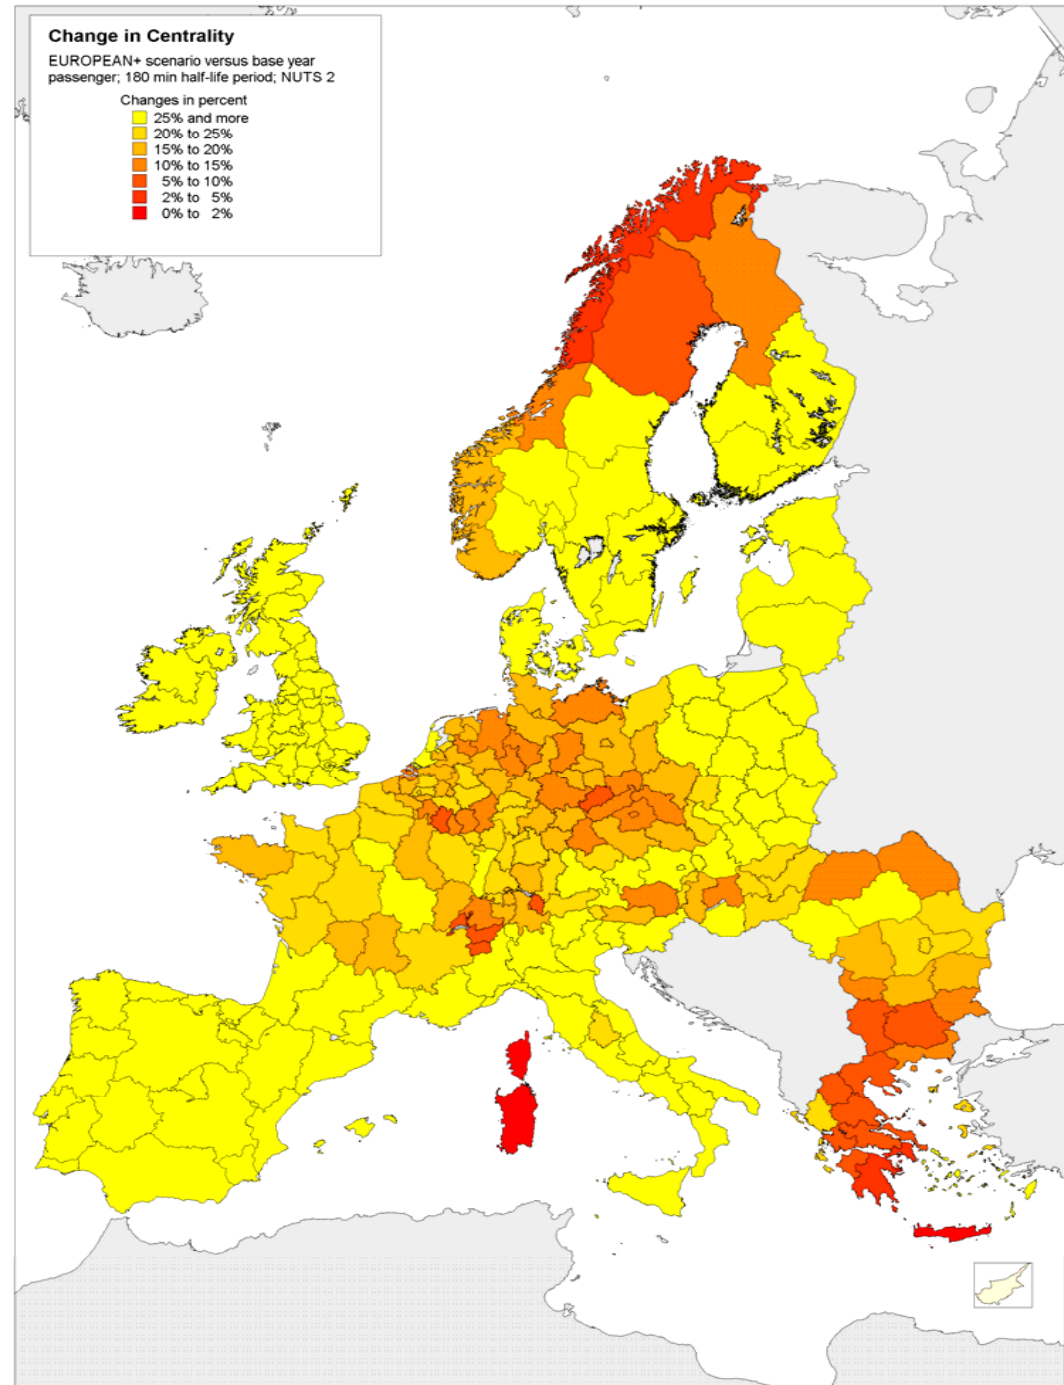 Change in Centrality
EUROPEAN+ scenario versus base year
passenger; 180 min half-life period; NUTS 2
Changes in percent
25% and more
20% to 25%
15% to 20%
10% to 15%
5% to 10%
2% to 5%
0% to 2%